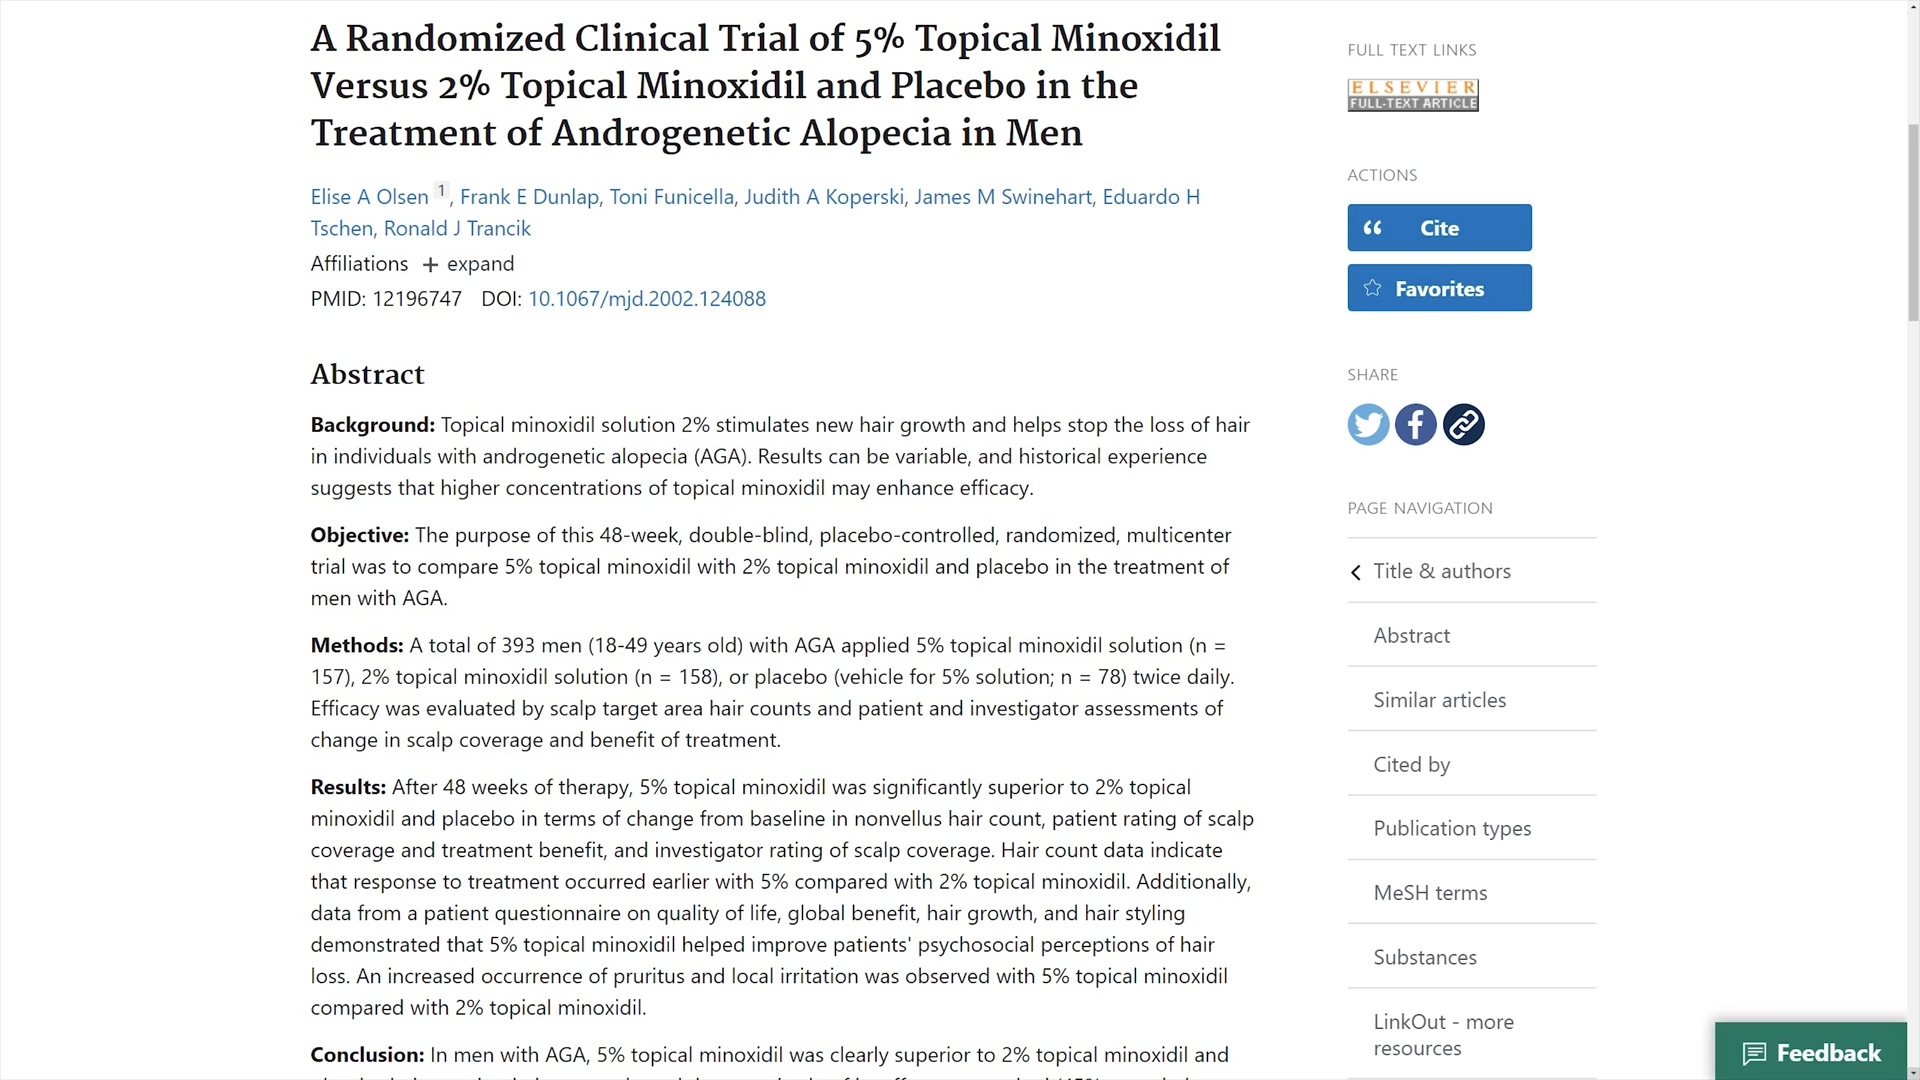 A Randomized Clinical Trial of 5% Topical Minoxidil
Versus 2% Topical Minoxidil and Placebo in the
Treatment of Androgenetic Alopecia in Men
Elise A Olsen 1, Frank E Dunlap, Toni Funicella, Judith A Koperski, James M Swinehart, Eduardo H
Tschen, Ronald J Trancik
Affiliations + expand
PMID: 12196747 DOI: 10.1067/mjd.2002.124088
Abstract
Background: Topical minoxidil solution 2% stimulates new hair growth and helps stop the loss of hair
in individuals with androgenetic alopecia (AGA). Results can be variable, and historical experience
suggests that higher concentrations of topical minoxidil may enhance efficacy.
Objective: The purpose of this 48-week, double-blind, placebo-controlled, randomized, multicenter
trial was to compare 5% topical minoxidil with 2% topical minoxidil and placebo in the treatment of
men with AGA.
Methods: A total of 393 men (18-49 years old) with AGA applied 5% topical minoxidil solution (n =
157), 2% topical minoxidil solution (n = 158), or placebo (vehicle for 5% solution; n = 78) twice daily.
Efficacy was evaluated by scalp target area hair counts and patient and investigator assessments of
change in scalp coverage and benefit of treatment.
Results: After 48 weeks of therapy, 5% topical minoxidil was significantly superior to 2% topical
minoxidil and placebo in terms of change from baseline in nonvellus hair count, patient rating of scalp
coverage and treatment benefit, and investigator rating of scalp coverage. Hair count data indicate
that response to treatment occurred earlier with 5% compared with 2% topical minoxidil. Additionally,
data from a patient questionnaire on quality of life, global benefit, hair growth, and hair styling
demonstrated that 5% topical minoxidil helped improve patients' psychosocial perceptions of hair
loss. An increased occurrence of pruritus and local irritation was observed with 5% topical minoxidil
compared with 2% topical minoxidil.
Conclusion: In men with AGA, 5% topical minoxidil was clearly superior to 2% topical minoxidil and
FULL TEXT LINKS
ELSEVIER
FULL-TEXT ARTICLE
ACTIONS
Cite
Favorites
SHARE
PAGE NAVIGATION
Title & authors
Abstract
Similar articles
Cited by
Publication types
MeSH terms
Substances
LinkOut - more
resources
Feedback